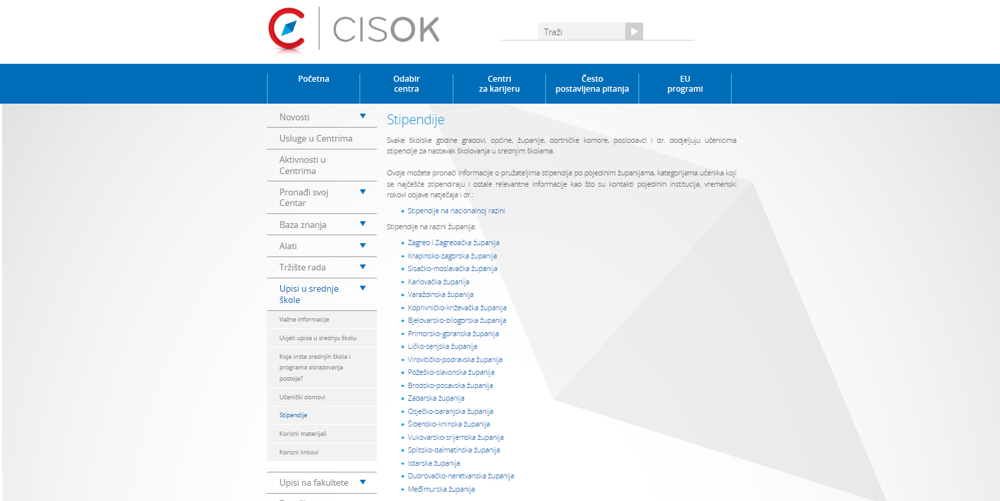 CISOK
Traži
Početna
Odabir
centra
Centri
za karijeru
Često
postavljena pitanja
EU
programi
Novosti
Usluge u Centrima
Aktivnosti u
Centrima
Pronađi svoj
Centar
Baza znanja
Alati
Tržište rada
Upisi u srednje
škole
Važne informacije
Uvjeti upisa u srednju školu
Koje vrste srednjih škola i
programa obrazovanja
postoje?
Učenički domovi
Stipendije
Korisni materijali
Korisni linkovi
Upisi na fakultete
Stipendije
Svake školske godine gradovi, općine, županije, obrtničke komore, poslodavci i dr. dodjeljuju učenicima
stipendije za nastavak školovanja u srednjim školama.
Ovdje možete pronaći informacije o pružateljima stipendija po pojedinim županijama, kategorijama učenika koji
se najčešće stipendiraju i ostale relevantne informacije kao što su kontakti pojedinih institucija, vremenski
rokovi objave natječaja i dr.:
Stipendije na nacionalnoj razini
Stipendije na razini županija:
Zagreb i Zagrebačka županija
Krapinsko-zagorska županija
Sisačko-moslavačka županija
Karlovačka županija
Varaždinska županija
Koprivničko-križevačka županija
Bjelovarsko-bilogorska županija
Primorsko-goranska županija
Ličko-senjska županija
Virovitičko-podravska županija
Požeško-slavonska županija
Brodsko-posavska županija
Zadarska županija
Osječko-baranjska županija
Šibensko-kninska županija
Vukovarsko-srijemska županija
Splitsko-dalmatinska županija
Istarska županija
Dubrovačko-neretvanska županija
Međimurska županija